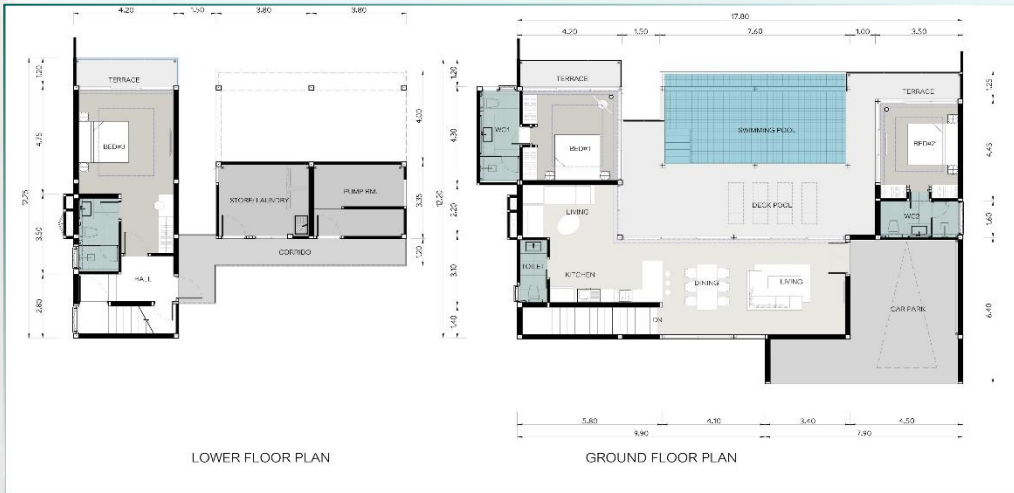 4.20 1.50 3.80 3.80
1.20
4.75
3.50
2.80
12.25
TERRACE
BED#3
HALL
STORE/ LAUNDRY
PUMP RM.
CORRIDO
4.00
3.35
1.20
LOWER FLOOR PLAN
17.80
4.20 1.50 7.60 1.00 3.50
1.20
4.30
2.20
3.10
1.40
12.20
TERRACE
WC1
BED#1
SWIMMING POOL
TERRACE
BED#2
DECK POOL
WC2
LIVING
TOILET
KITCHEN
DINING
LIVING
CAR PARK
DN
1.25
4.45
1.60
6.40
5.80 4.10 3.40 4.50
9.90 7.90
GROUND FLOOR PLAN